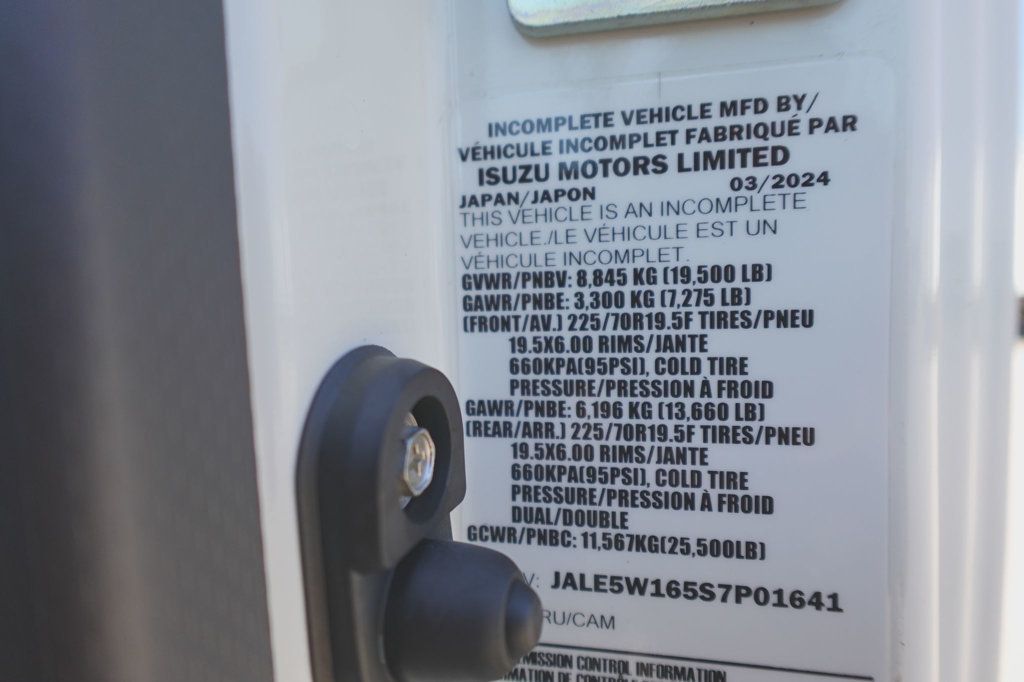 INCOMPLETE VEHICLE MFD BY/
VÉHICULE INCOMPLET FABRIQUÉ PAR
ISUZU MOTORS LIMITED
JAPAN/JAPON 03/2024
THIS VEHICLE IS AN INCOMPLETE
VEHICLE./LE VÉHICULE EST UN
VÉHICULE INCOMPLET.
GVWR/PNBV: 8,845 KG (19,500 LB)
GAWR/PNBE: 3,300 KG (7,275 LB)
(FRONT/AV.) 225/70R19.5F TIRES/PNEU
19.5X6.00 RIMS/JANTE
660KPA(95PSI), COLD TIRE
PRESSURE/PRESSION À FROID
GAWR/PNBE: 6,196 KG (13,660 LB)
(REAR/ARR.) 225/70R19.5F TIRES/PNEU
19.5X6.00 RIMS/JANTE
660KPA(95PSI), COLD TIRE
PRESSURE/PRESSION À FROID
DUAL/DOUBLE
GCWR/PNBC: 11,567KG(25,500LB)
V: JALE5W165S7P01641
RU/CAM
MISSION CONTROL INFORMATION